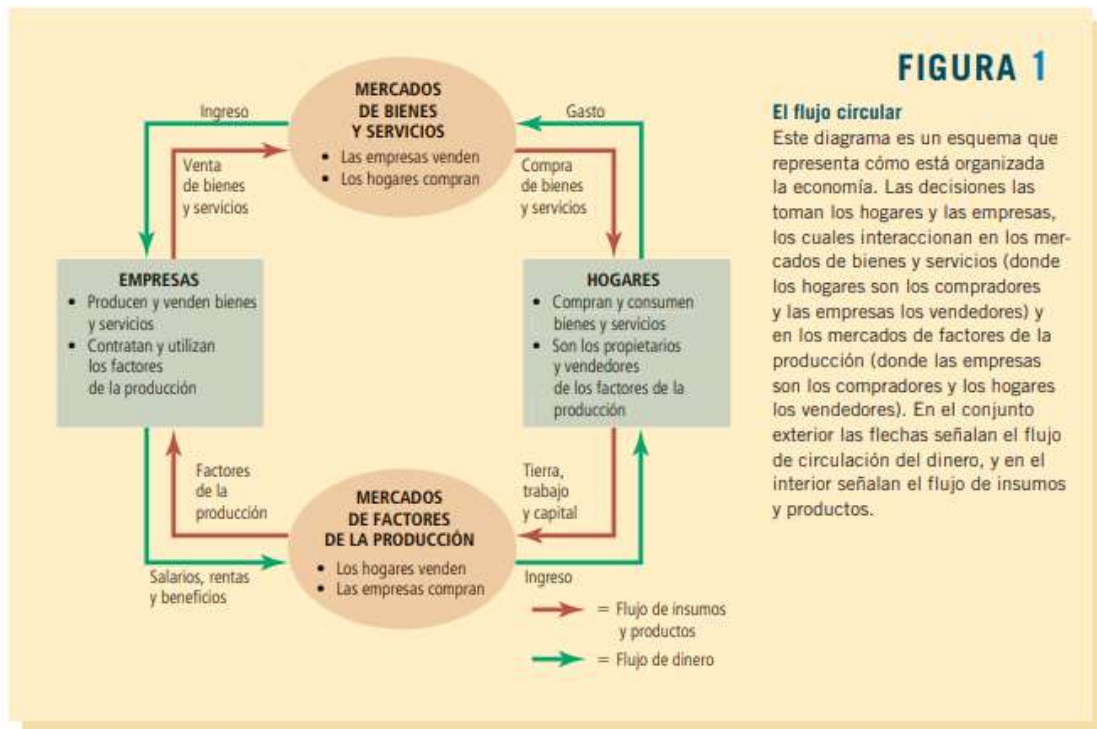 FIGURA 1
El flujo circular
Este diagrama es un esquema que
representa cómo está organizada
la economía. Las decisiones las
toman los hogares y las empresas,
los cuales interaccionan en los mer-
cados de bienes y servicios (donde
los hogares son los compradores
y las empresas los vendedores) y
en los mercados de factores de la
producción (donde las empresas
son los compradores y los hogares
los vendedores). En el conjunto
exterior las flechas señalan el flujo
de circulación del dinero, y en el
interior señalan el flujo de insumos
y productos.
MERCADOS
DE BIENES
Y SERVICIOS
• Las empresas venden
• Los hogares compran
Ingreso
Gasto
Venta
de bienes
y servicios
Compra
de bienes
y servicios
EMPRESAS
• Producen y venden bienes
y servicios
• Contratan y utilizan
los factores
de la producción
HOGARES
• Compran y consumen
bienes y servicios
• Son los propietarios
y vendedores
de los factores de la
producción
Factores
de la
producción
Tierra,
trabajo
y capital
MERCADOS
DE FACTORES
DE LA PRODUCCIÓN
• Los hogares venden
• Las empresas compran
Salarios, rentas
y beneficios
Ingreso
= Flujo de insumos
y productos
= Flujo de dinero